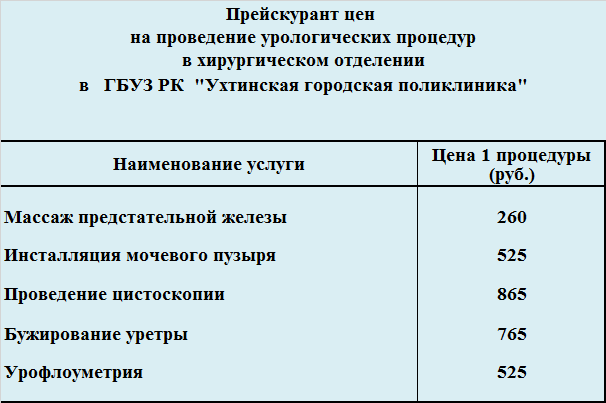 Прейскурант цен
на проведение урологических процедур
в хирургическом отделении
в ГБУЗ РК "Ухтинская городская поликлиника"
Наименование услуги
Цена 1 процедуры
(руб.)
Массаж предстательной железы 260
Инсталляция мочевого пузыря 525
Проведение цистоскопии 865
Бужирование уретры 765
Урофлоуметрия 525